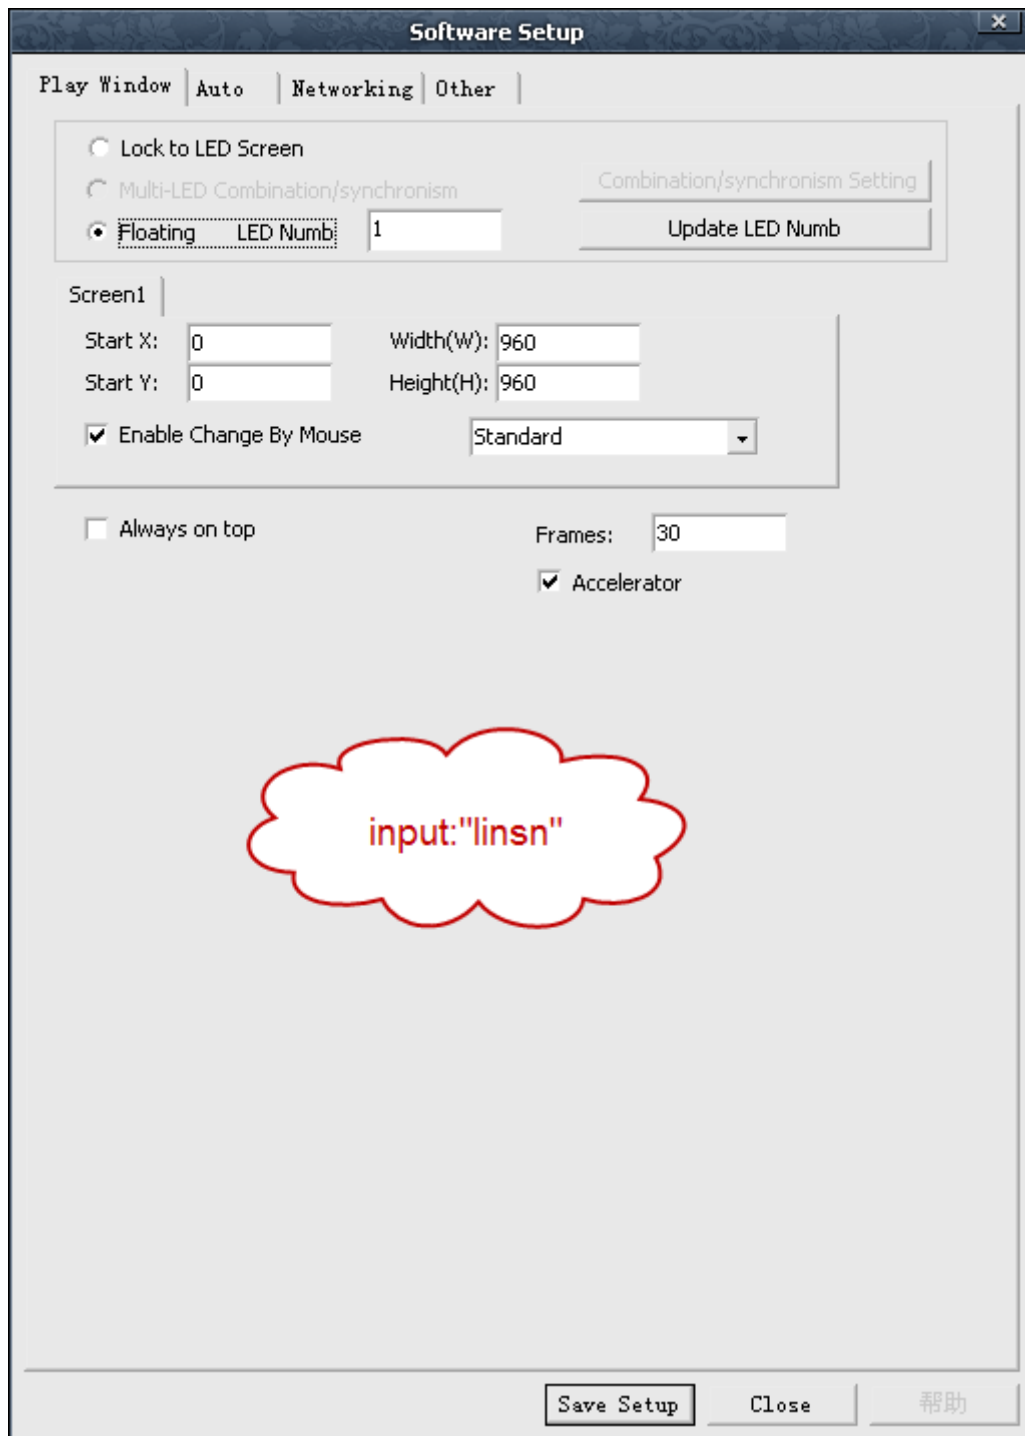 Software Setup
Play Window Auto Networking Other
Lock to LED Screen
Multi-LED Combination/synchronism Combination/synchronism Setting
Floating LED Numb 1 Update LED Numb
Screen1
Start X: 0 Width(W): 960
Start Y: 0 Height(H): 960
Enable Change By Mouse Standard
Always on top Frames: 30
Accelerator
input:"linsn"
Save Setup Close 帮助